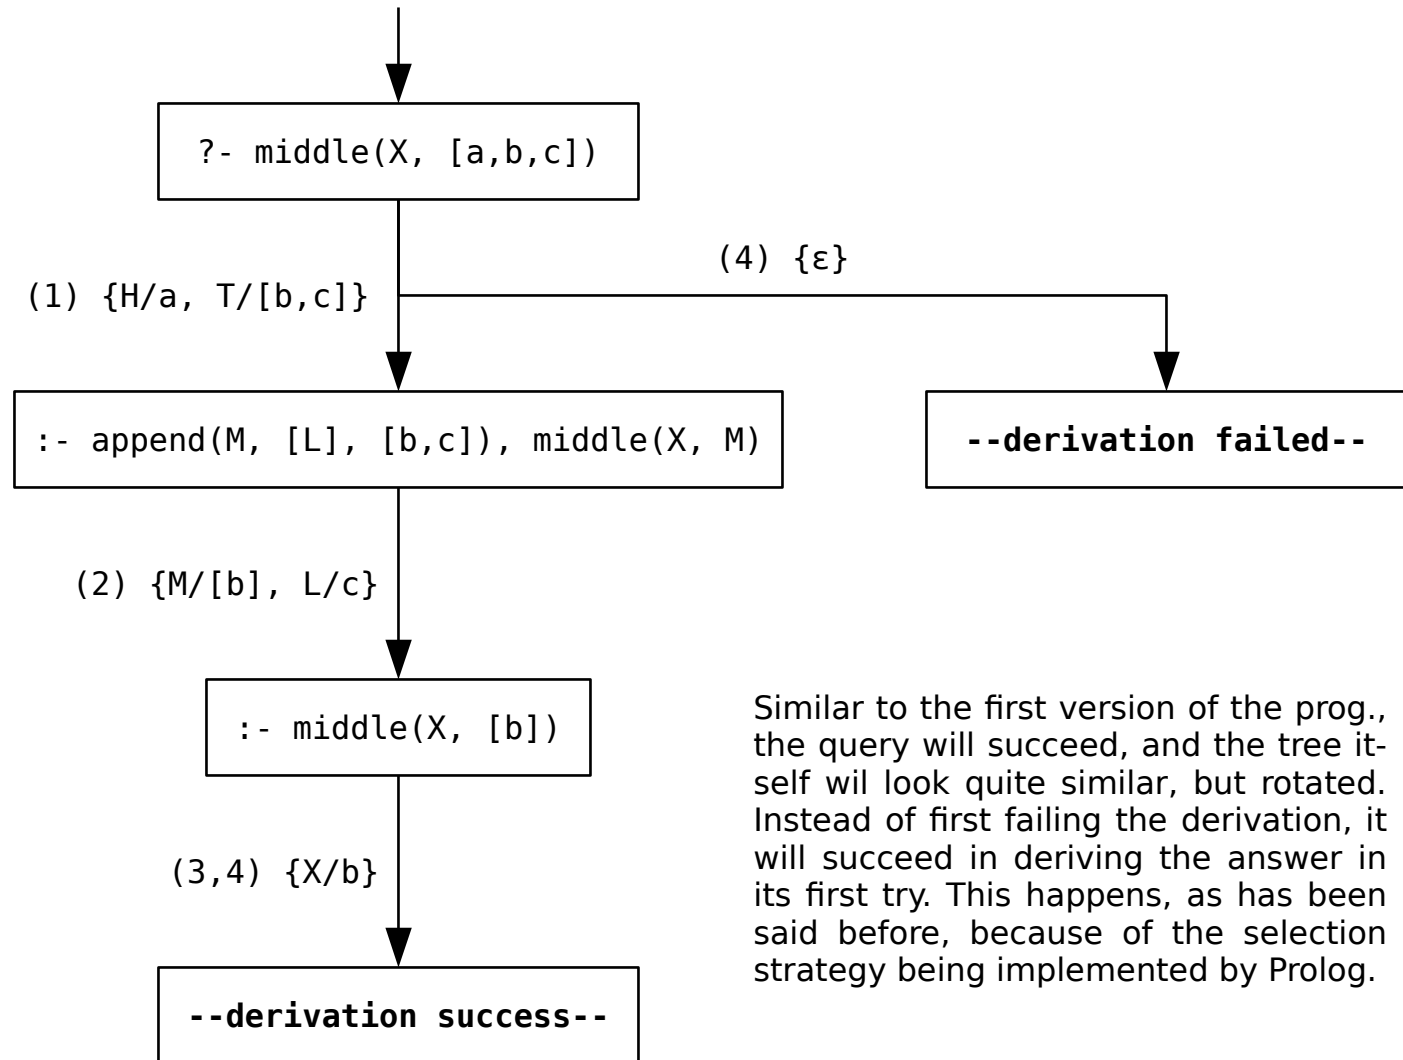 ?- middle(X, [a,b,c])
(4) {ε}
(1) {H/a, T/[b,c]}
:- append(M, [L], [b,c]), middle(X, M)
--derivation failed--
(2) {M/[b], L/c}
:- middle(X, [b])
Similar to the first version of the prog.,
the query will succeed, and the tree it-
self wil look quite similar, but rotated.
Instead of first failing the derivation, it
will succeed in deriving the answer in
its first try. This happens, as has been
said before, because of the selection
strategy being implemented by Prolog.
(3,4) {X/b}
--derivation success--